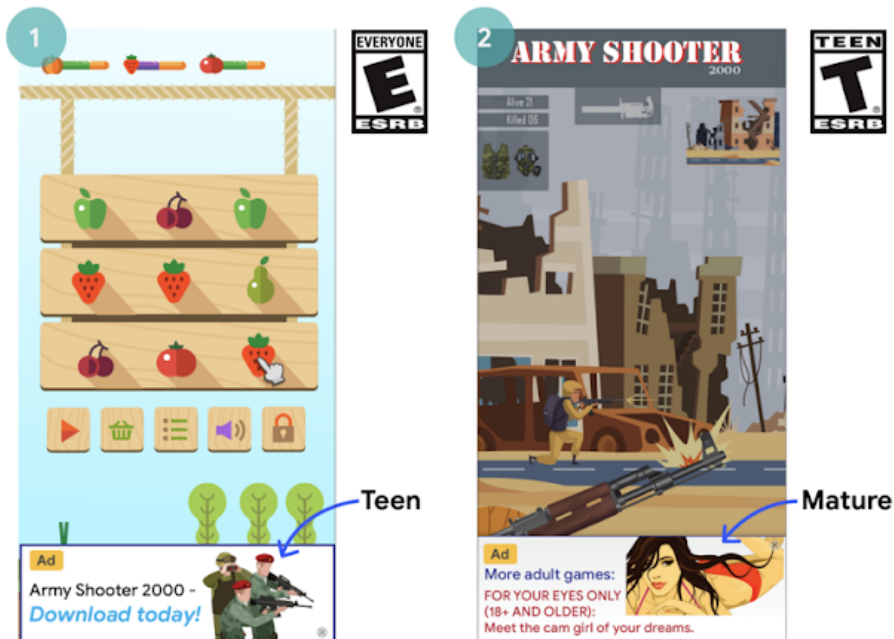 1
EVERYONE
E
ESRB
Teen
Ad
Army Shooter 2000 -
Download today!
2
ARMY SHOOTER
2000
TEEN
T
ESRB
Alive 21
Killed 06
Mature
Ad
More adult games:
FOR YOUR EYES ONLY
(18+ AND OLDER):
Meet the cam girl of your dreams.